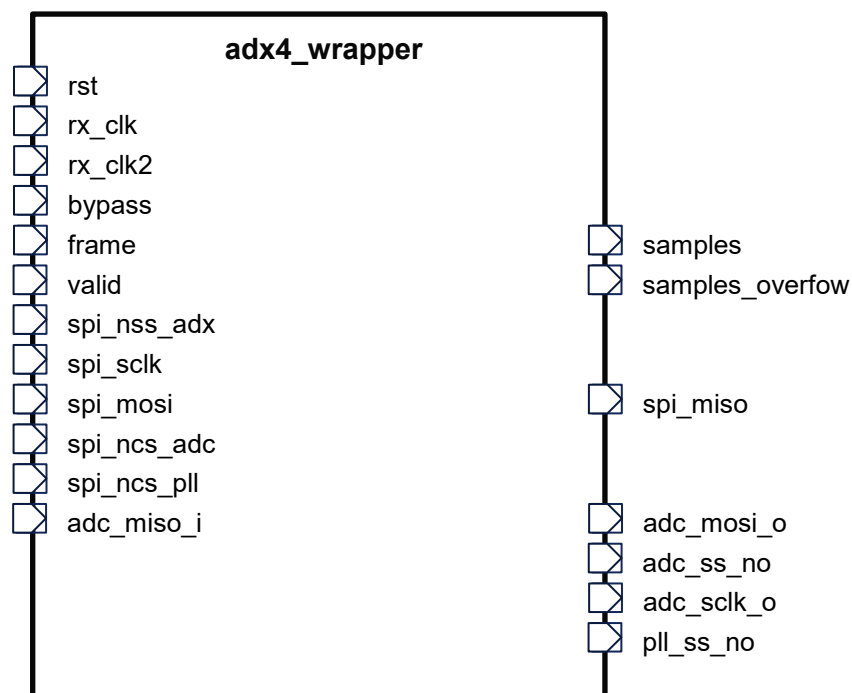 adx4_wrapper
rst
rx_clk
rx_clk2
bypass
frame
valid
spi_nss_adx
spi_sclk
spi_mosi
spi_ncs_adc
spi_ncs_pll
adc_miso_i
samples
samples_overfow
spi_miso
adc_mosi_o
adc_ss_no
adc_sclk_o
pll_ss_no